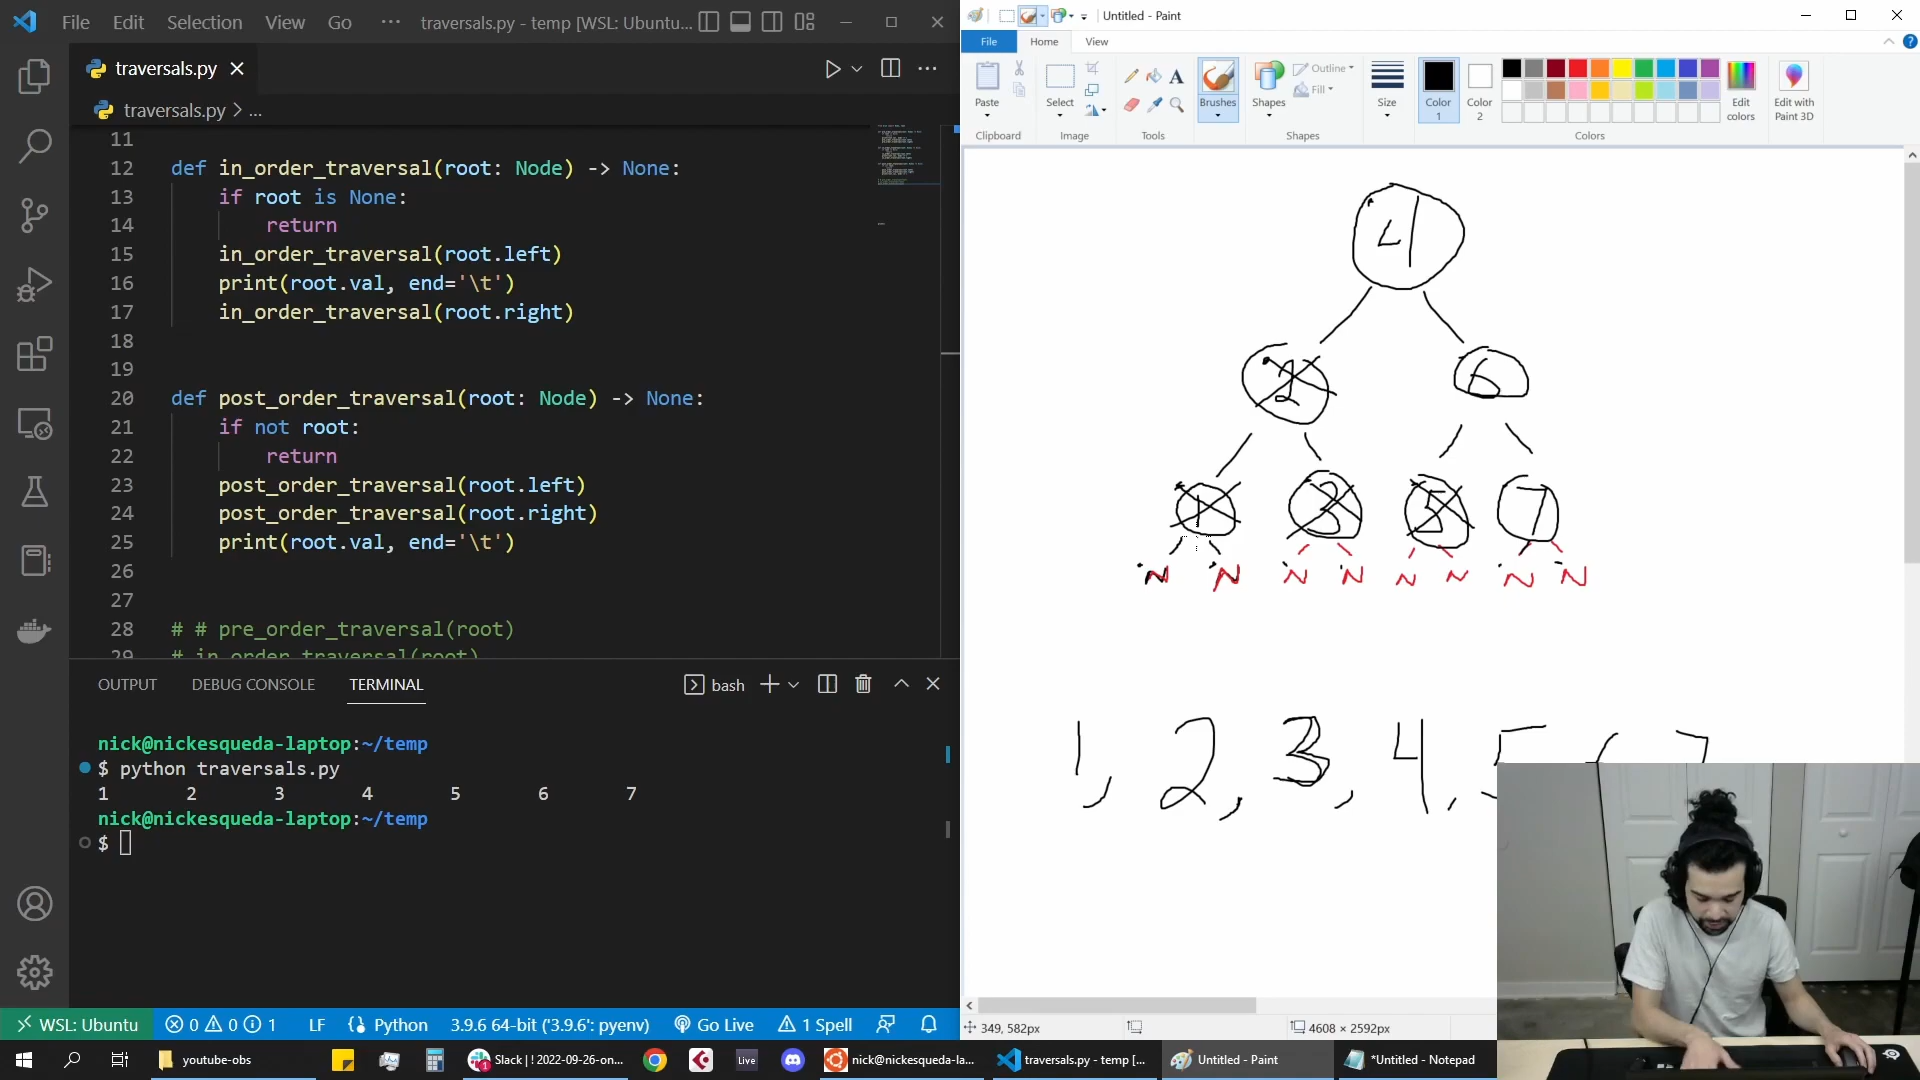 File Edit Selection View Go ··· traversals.py - temp [WSL: Ubuntu...
traversals.py
traversals.py > ...
11
12 def in_order_traversal(root: Node) -> None:
13 if root is None:
14 return
15 in_order_traversal(root.left)
16 print(root.val, end='\t')
17 in_order_traversal(root.right)
18
19
20 def post_order_traversal(root: Node) -> None:
21 if not root:
22 return
23 post_order_traversal(root.left)
24 post_order_traversal(root.right)
25 print(root.val, end='\t')
26
27
28 # # pre_order_traversal(root)
29 # in_order_traversal(root)
OUTPUT DEBUG CONSOLE TERMINAL bash
nick@nickesqueda-laptop:~/temp
$ python traversals.py
1 2 3 4 5 6 7
nick@nickesqueda-laptop:~/temp
$
WSL: Ubuntu 0 0 1 LF Python 3.9.6 64-bit ('3.9.6': pyenv) Go Live 1 Spell
Untitled - Paint
File Home View
Paste Select Brushes Shapes Outline Fill Size Color 1 Color 2 Edit colors Edit with Paint 3D
Clipboard Image Tools Shapes Colors
4
2 6
1 3 5 7
N N N N N N N N
1, 2, 3, 4, 5
349, 582px 4608 × 2592px
youtube-obs Slack | ! 2022-09-26-on... Live nick@nickesqueda-la... traversals.py - temp [... Untitled - Paint *Untitled - Notepad